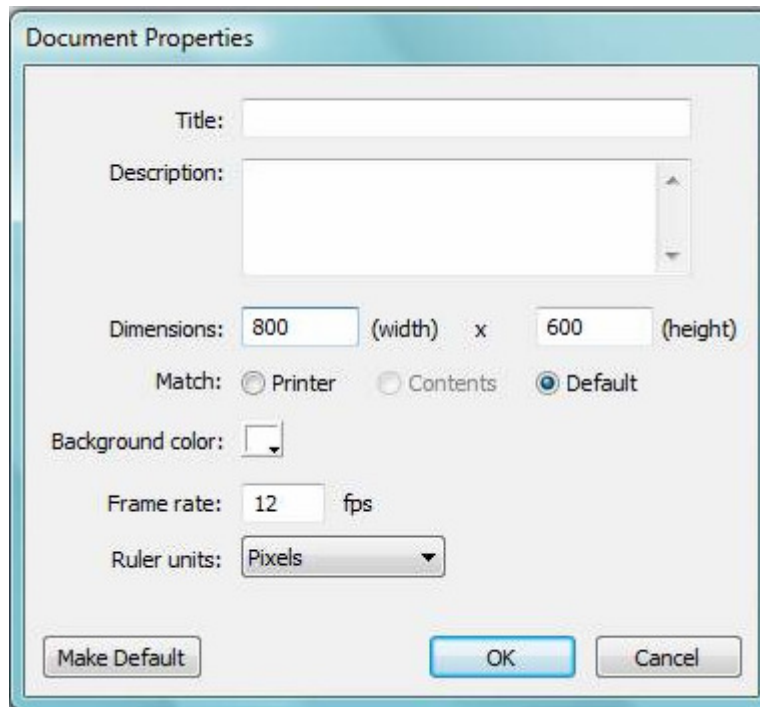 Document Properties
Title:
Description:
Dimensions: 800 (width) x 600 (height)
Match: Printer Contents Default
Background color:
Frame rate: 12 fps
Ruler units: Pixels
Make Default OK Cancel